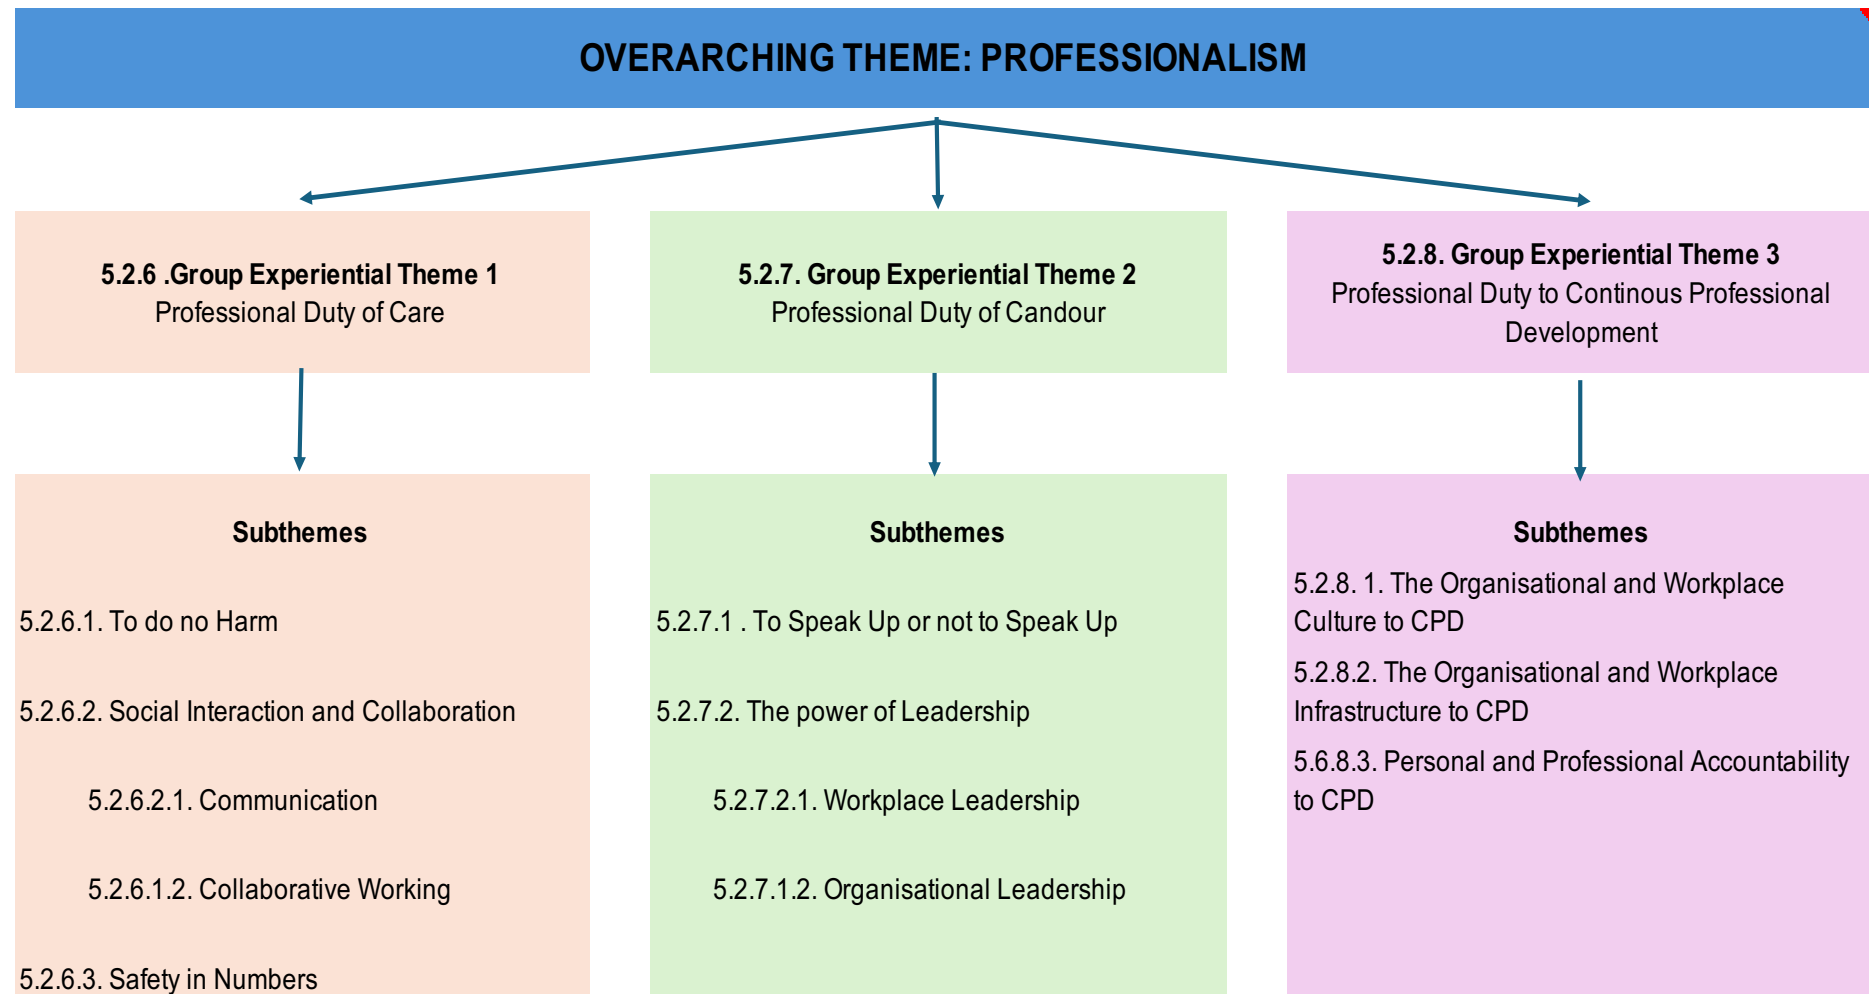 OVERARCHING THEME: PROFESSIONALISM
5.2.6 .Group Experiential Theme 1
Professional Duty of Care
5.2.7. Group Experiential Theme 2
Professional Duty of Candour
5.2.8. Group Experiential Theme 3
Professional Duty to Continous Professional
Development
Subthemes
5.2.6.1. To do no Harm
5.2.6.2. Social Interaction and Collaboration
5.2.6.2.1. Communication
5.2.6.1.2. Collaborative Working
5.2.6.3. Safety in Numbers
Subthemes
5.2.7.1 . To Speak Up or not to Speak Up
5.2.7.2. The power of Leadership
5.2.7.2.1. Workplace Leadership
5.2.7.1.2. Organisational Leadership
Subthemes
5.2.8. 1. The Organisational and Workplace
Culture to CPD
5.2.8.2. The Organisational and Workplace
Infrastructure to CPD
5.6.8.3. Personal and Professional Accountability
to CPD